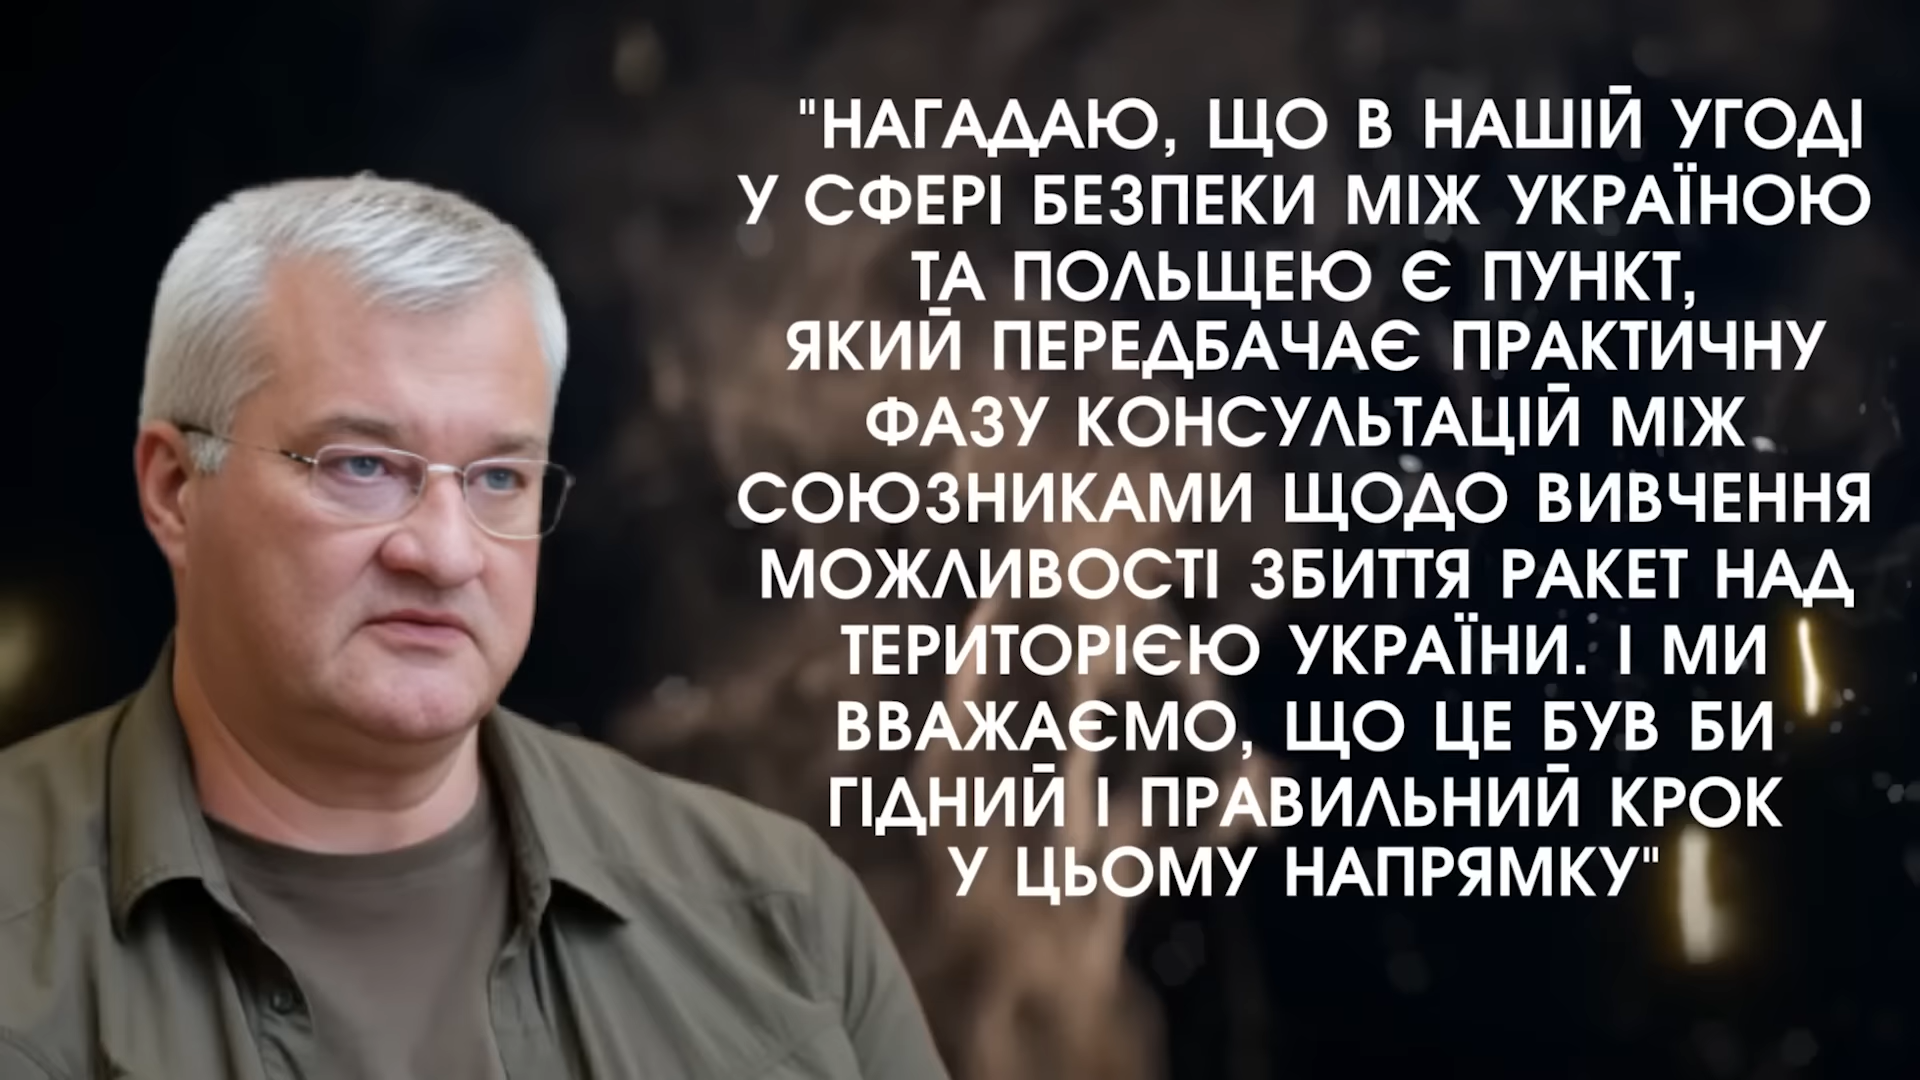 "НАГАДАЮ, ЩО В НАШІЙ УГОДІ
У СФЕРІ БЕЗПЕКИ МІЖ УКРАЇНОЮ
ТА ПОЛЬЩЕЮ Є ПУНКТ,
ЯКИЙ ПЕРЕДБАЧАЄ ПРАКТИЧНУ
ФАЗУ КОНСУЛЬТАЦІЙ МІЖ
СОЮЗНИКАМИ ЩОДО ВИВЧЕННЯ
МОЖЛИВОСТІ ЗБИТТЯ РАКЕТ НАД
ТЕРИТОРІЄЮ УКРАЇНИ. І МИ
ВВАЖАЄМО, ЩО ЦЕ БУВ БИ
ГІДНИЙ І ПРАВИЛЬНИЙ КРОК
У ЦЬОМУ НАПРЯМКУ"